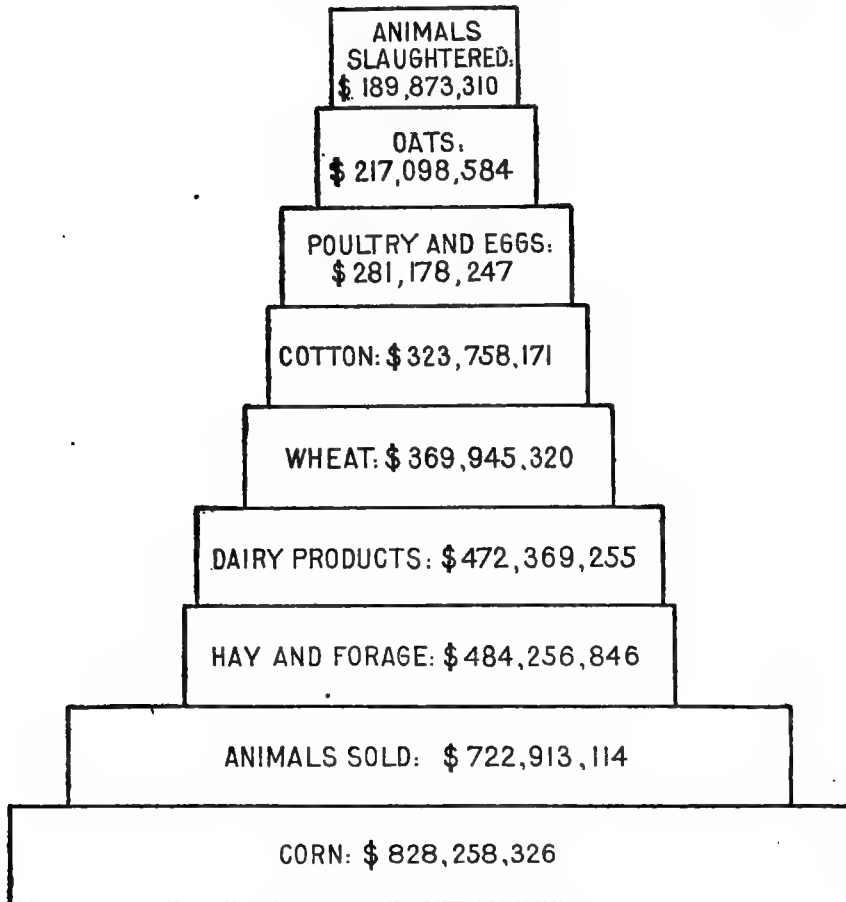 ANIMALS
SLAUGHTERED:
$ 189,873,310
OATS:
$ 217,098,584
POULTRY AND EGGS:
$ 281,178,247
COTTON: $ 323,758,171
WHEAT: $ 369,945,320
DAIRY PRODUCTS: $ 472,369,255
HAY AND FORAGE: $ 484,256,846
ANIMALS SOLD: $ 722,913,114
CORN: $ 828,258,326